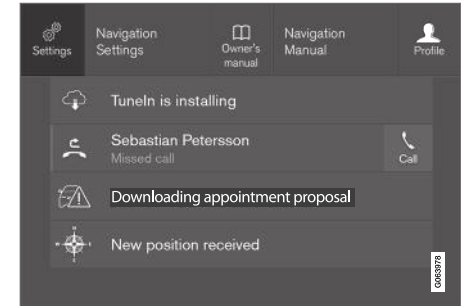 Settings
Navigation
Settings
Owner's
manual
Navigation
Manual
Profile
TuneIn is installing
Sebastian Petersson
Missed call
Call
Downloading appointment proposal
New position received
G063978